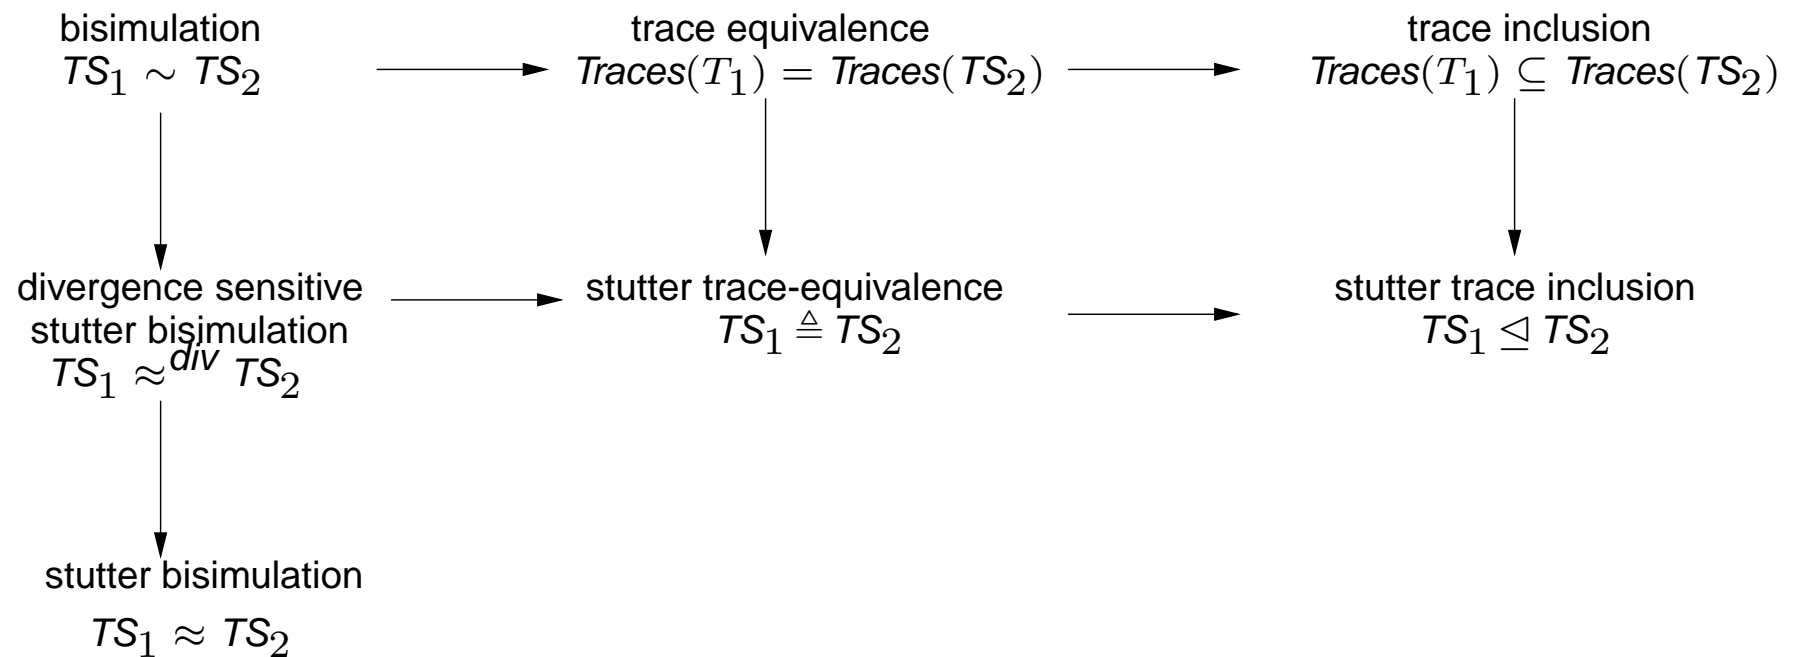 bisimulation
TS₁ ∼ TS₂
trace equivalence
Traces(T₁) = Traces(TS₂)
trace inclusion
Traces(T₁) ⊆ Traces(TS₂)
divergence sensitive
stutter bisimulation
TS₁ ≈ᵈⁱᵛ TS₂
stutter trace-equivalence
TS₁ ≜ TS₂
stutter trace inclusion
TS₁ ⊴ TS₂
stutter bisimulation
TS₁ ≈ TS₂